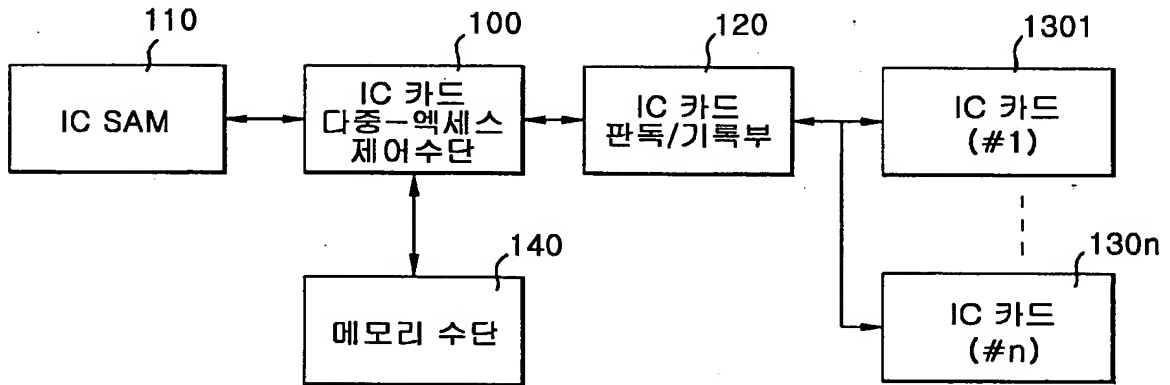 110
100
120
1301
IC SAM
IC 카드
다중-엑세스
제어수단
IC 카드
판독/기록부
IC 카드
(#1)
140
메모리 수단
130n
IC 카드
(#n)